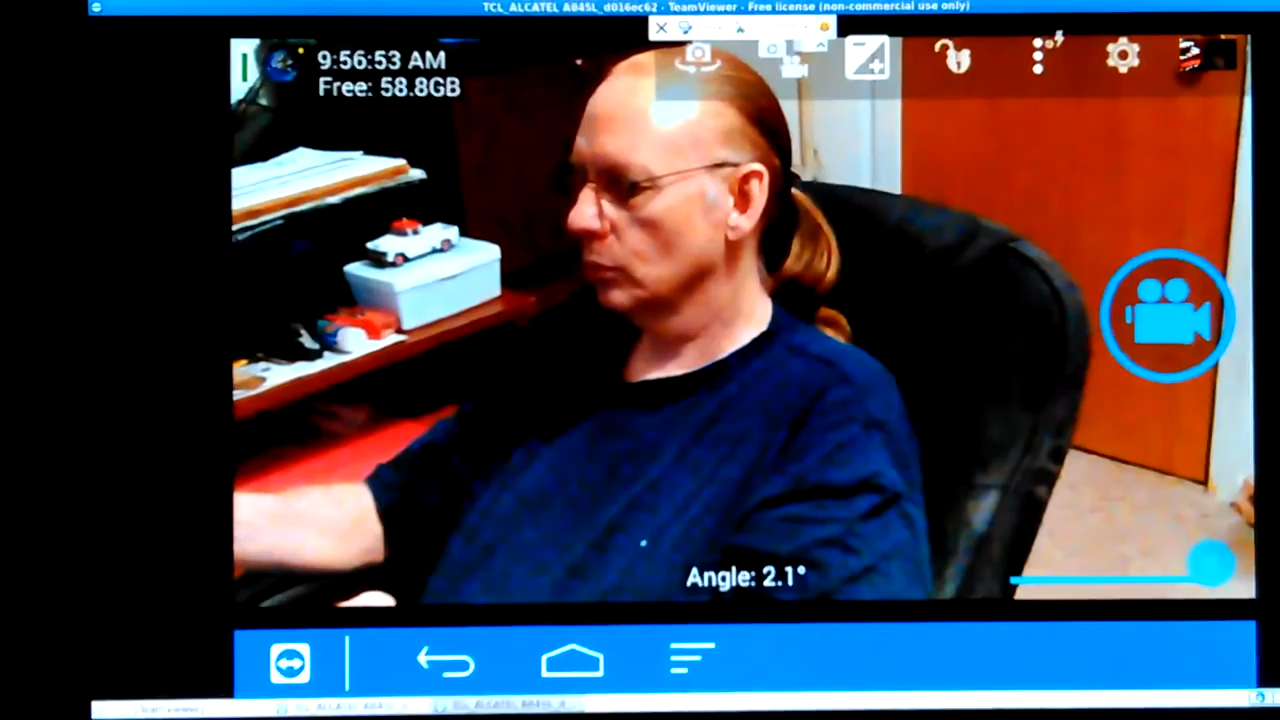 TCL_ALCATEL A845L_d016ec62 - TeamViewer - Free license (non-commercial use only)
9:56:53 AM
Free: 58.8GB
Angle: 2.1°